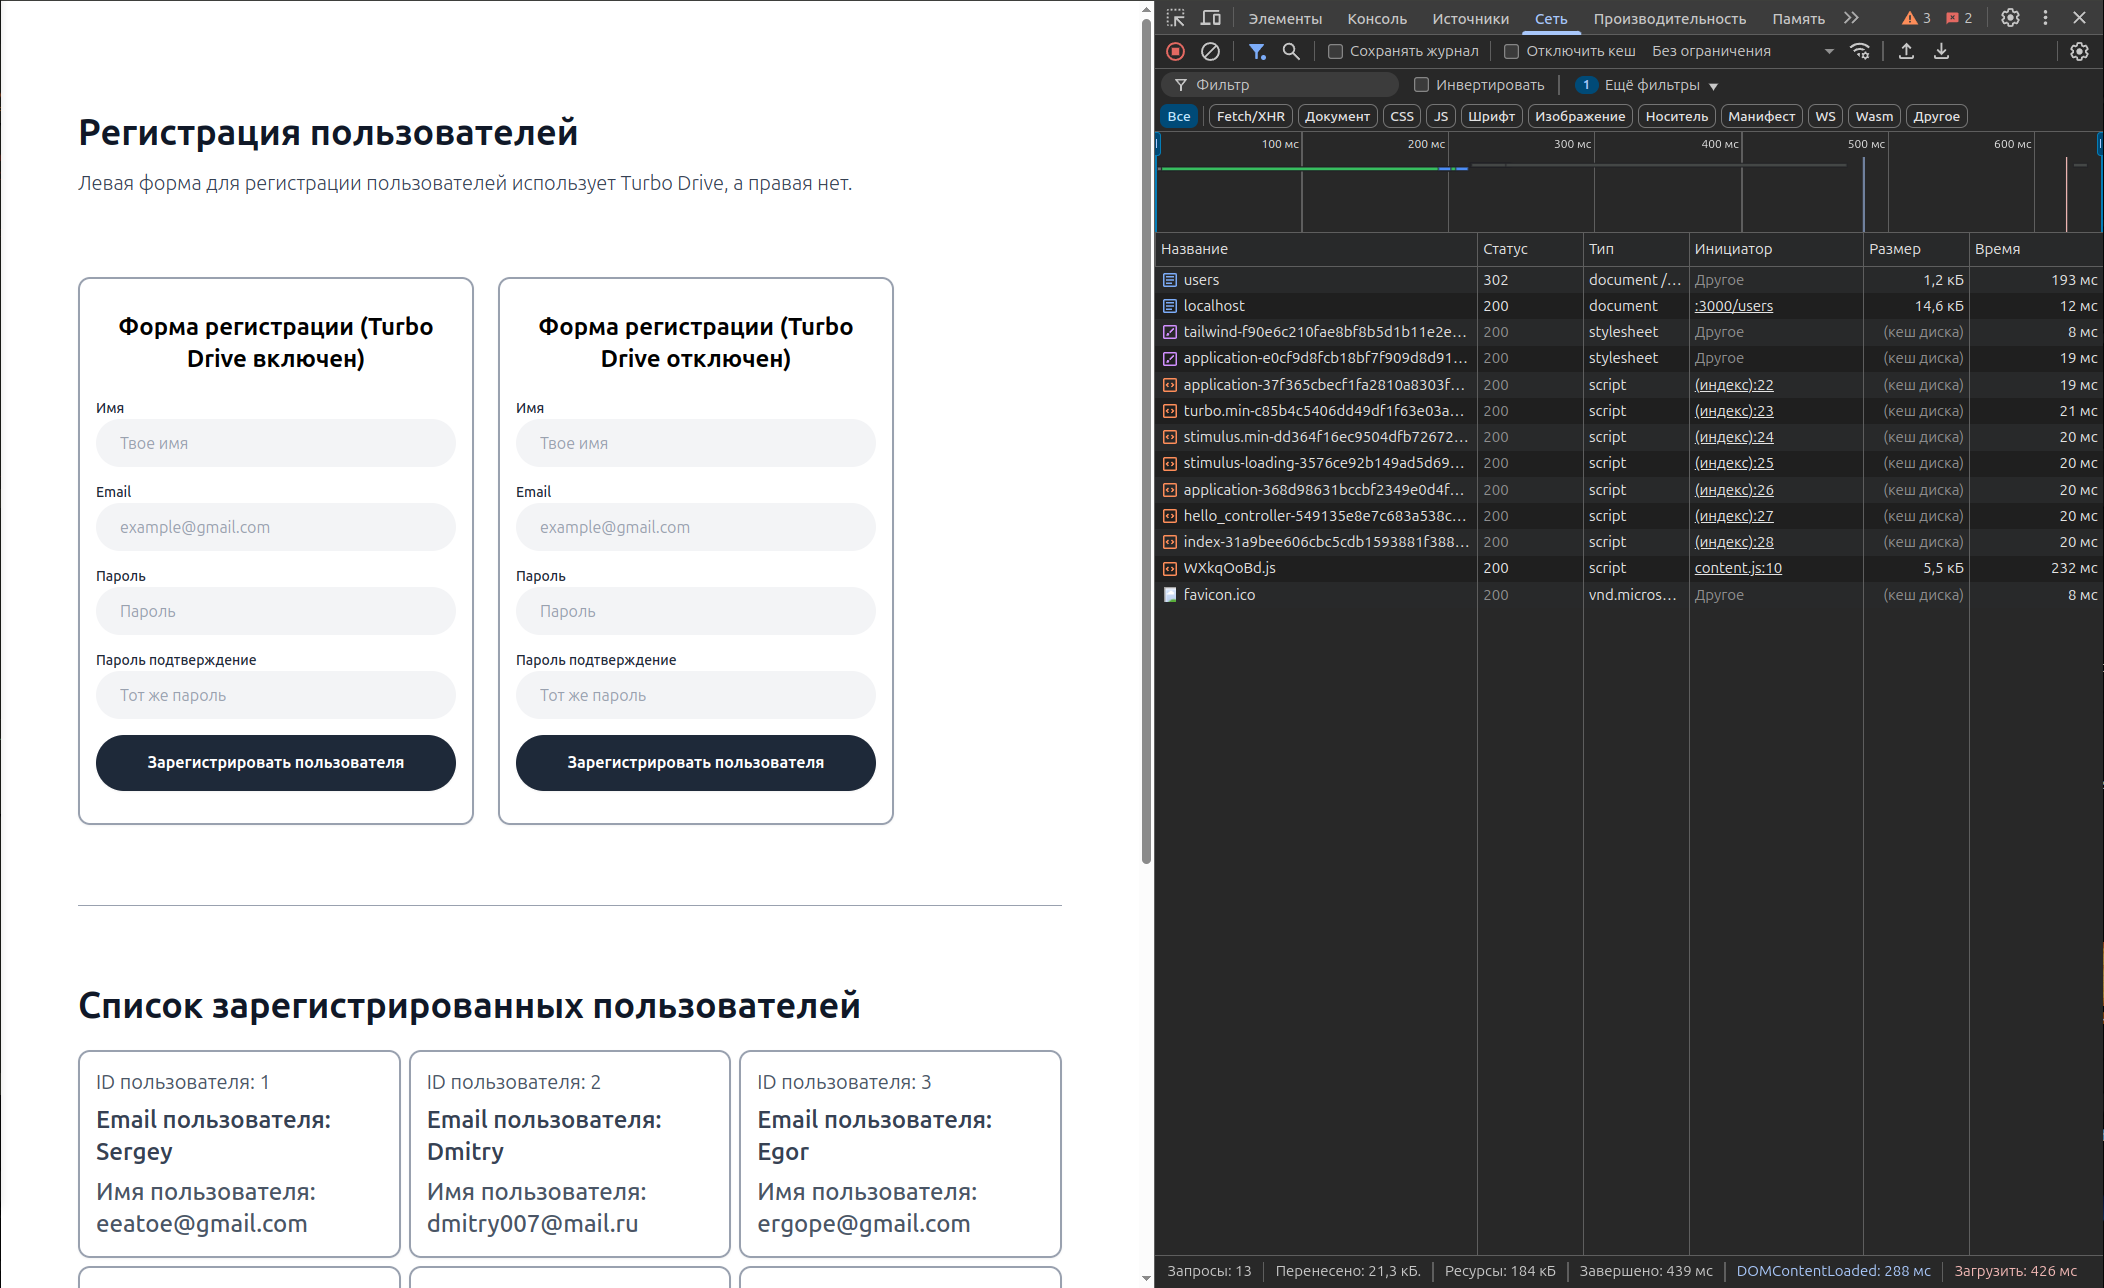 Регистрация пользователей
Левая форма для регистрации пользователей использует Turbo Drive, а правая нет.
Форма регистрации (Turbo
Drive включен)
Имя
Твое имя
Email
example@gmail.com
Пароль
Пароль
Пароль подтверждение
Тот же пароль
Зарегистрировать пользователя
Форма регистрации (Turbo
Drive отключен)
Имя
Твое имя
Email
example@gmail.com
Пароль
Пароль
Пароль подтверждение
Тот же пароль
Зарегистрировать пользователя
Список зарегистрированных пользователей
ID пользователя: 1
Email пользователя:
Sergey
Имя пользователя:
eeatoe@gmail.com
ID пользователя: 2
Email пользователя:
Dmitry
Имя пользователя:
dmitry007@mail.ru
ID пользователя: 3
Email пользователя:
Egor
Имя пользователя:
ergope@gmail.com
Элементы Консоль Источники Сеть Производительность Память 3 2
Сохранять журнал Отключить кеш Без ограничения
Фильтр Инвертировать 1 Ещё фильтры
Все Fetch/XHR Документ CSS JS Шрифт Изображение Носитель Манифест WS Wasm Другое
100 мс 200 мс 300 мс 400 мс 500 мс 600 мс
Название Статус Тип Инициатор Размер Время
users 302 document /... Другое 1,2 кБ 193 мс
localhost 200 document :3000/users 14,6 кБ 12 мс
tailwind-f90e6c210fae8bf8b5d1b11e2e... 200 stylesheet Другое (кеш диска) 8 мс
application-e0cf9d8fcb18bf7f909d8d91... 200 stylesheet Другое (кеш диска) 19 мс
application-37f365cbecf1fa2810a8303f... 200 script (индекс):22 (кеш диска) 19 мс
turbo.min-c85b4c5406dd49df1f63e03a... 200 script (индекс):23 (кеш диска) 21 мс
stimulus.min-dd364f16ec9504dfb72672... 200 script (индекс):24 (кеш диска) 20 мс
stimulus-loading-3576ce92b149ad5d69... 200 script (индекс):25 (кеш диска) 20 мс
application-368d98631bccbf2349e0d4f... 200 script (индекс):26 (кеш диска) 20 мс
hello_controller-549135e8e7c683a538c... 200 script (индекс):27 (кеш диска) 20 мс
index-31a9bee606cbc5cdb1593881f388... 200 script (индекс):28 (кеш диска) 20 мс
WXkqOoBd.js 200 script content.js:10 5,5 кБ 232 мс
favicon.ico 200 vnd.micros... Другое (кеш диска) 8 мс
Запросы: 13 Перенесено: 21,3 кБ. Ресурсы: 184 кБ Завершено: 439 мс DOMContentLoaded: 288 мс Загрузить: 426 мс